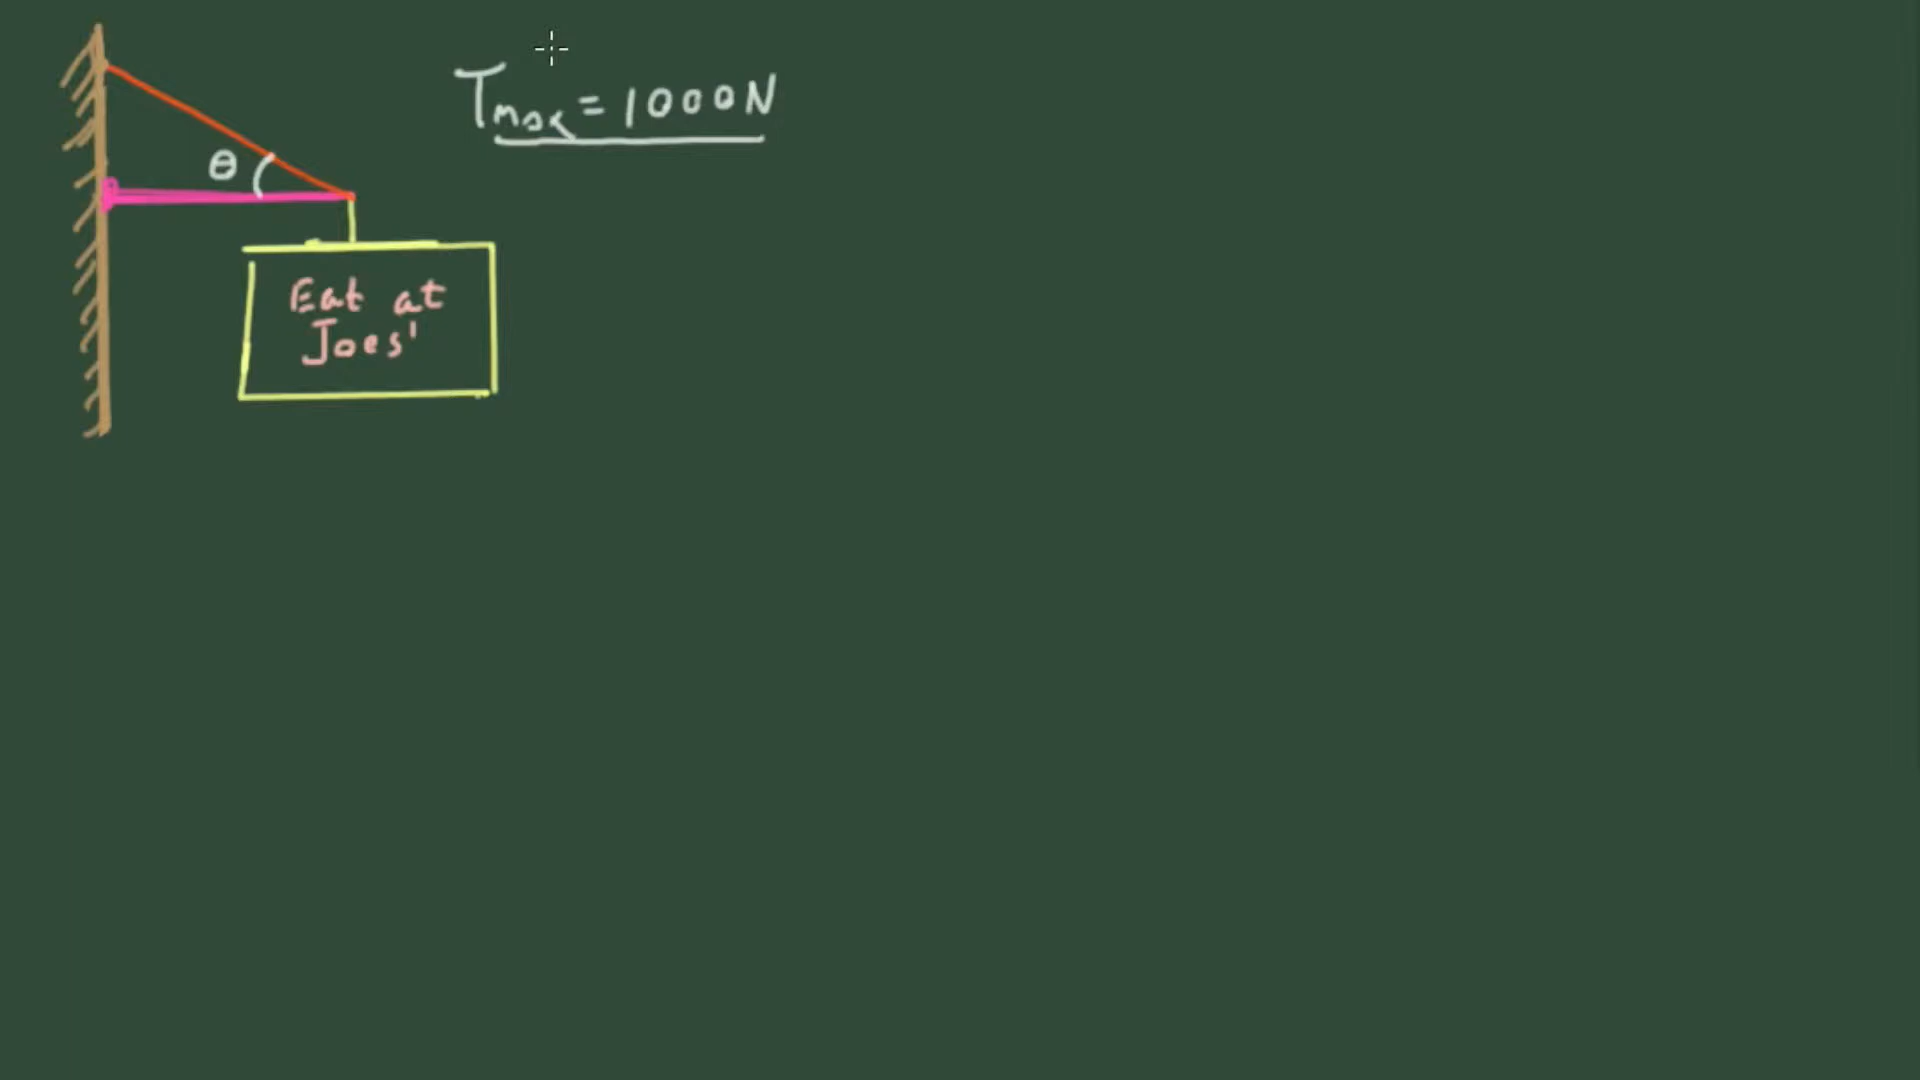 Tmax = 1000N
θ
Eat at
Joes'